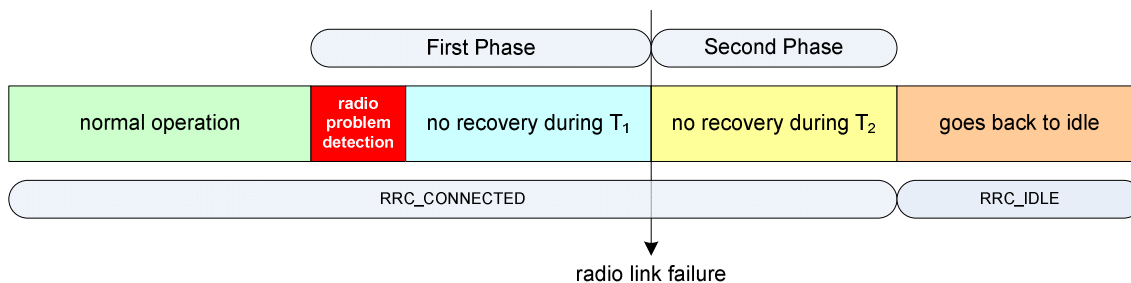 First Phase
Second Phase
normal operation
radio
problem
detection
no recovery during T₁
no recovery during T₂
goes back to idle
RRC_CONNECTED
RRC_IDLE
radio link failure